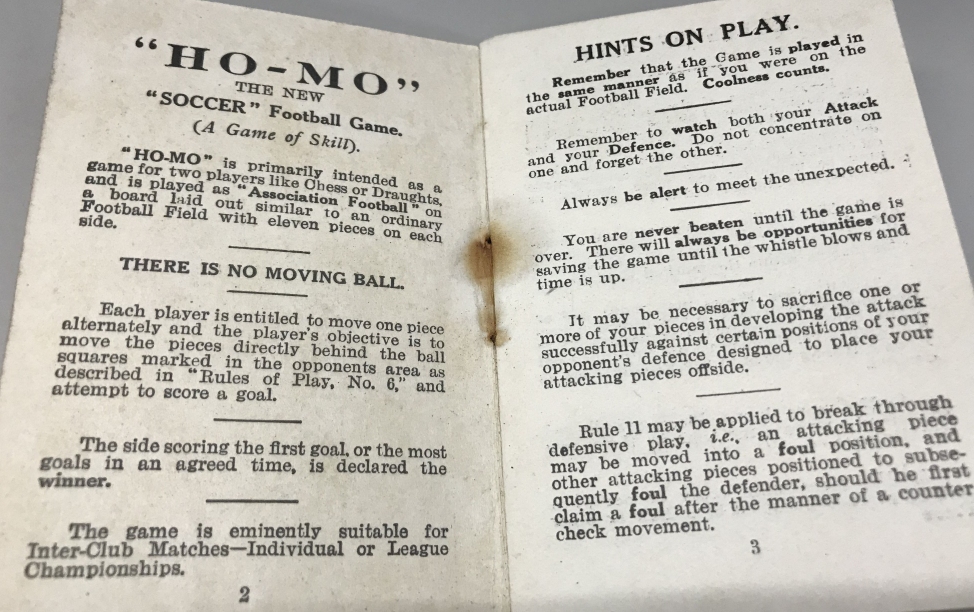 “HO-MO”
THE NEW
“SOCCER” Football Game.
(A Game of Skill).
“HO-MO” is primarily intended as a
game for two players like Chess or Draughts,
and is played as “Association Football” on
a board laid out similar to an ordinary
Football Field with eleven pieces on each
side.
THERE IS NO MOVING BALL.
Each player is entitled to move one piece
alternately and the player's objective is to
move the pieces directly behind the ball
squares marked in the opponents area as
described in “Rules of Play, No. 6,” and
attempt to score a goal.
The side scoring the first goal, or the most
goals in an agreed time, is declared the
winner.
The game is eminently suitable for
Inter-Club Matches—Individual or League
Championships.
2
HINTS ON PLAY.
Remember that the Game is played in
the same manner as if you were on the
actual Football Field. Coolness counts.
Remember to watch both your Attack
and your Defence. Do not concentrate on
one and forget the other.
Always be alert to meet the unexpected.
You are never beaten until the game is
over. There will always be opportunities for
saving the game until the whistle blows and
time is up.
It may be necessary to sacrifice one or
more of your pieces in developing the attack
successfully against certain positions of your
opponent's defence designed to place your
attacking pieces offside.
Rule 11 may be applied to break through
defensive play, i.e., an attacking piece
may be moved into a foul position, and
other attacking pieces positioned to subse-
quently foul the defender, should he first
claim a foul after the manner of a counter
check movement.
3